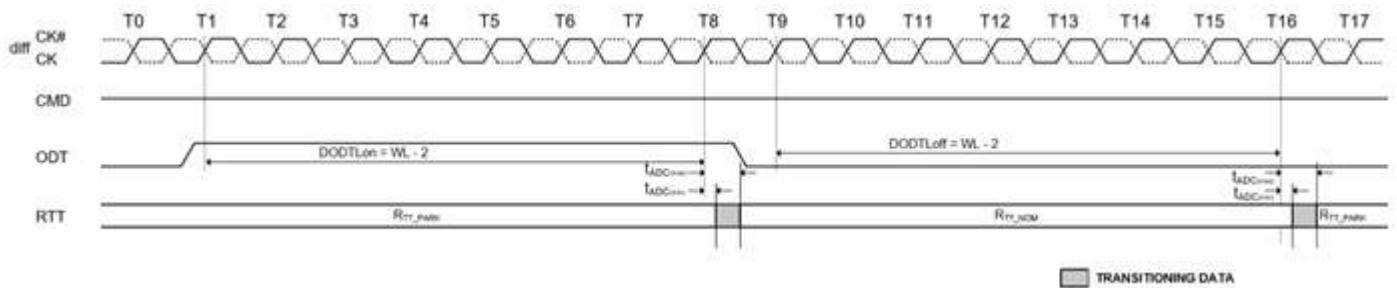 T0 T1 T2 T3 T4 T5 T6 T7 T8 T9 T10 T11 T12 T13 T14 T15 T16 T17
diff CK#
CK
CMD
ODT
DODTLon = WL - 2
DODTLoff = WL - 2
tADC(max)
tADC(max)
tADC(min)
tADC(min)
RTT
RTT_PARK
RTT_NOM
RTT_PARK
TRANSITIONING DATA